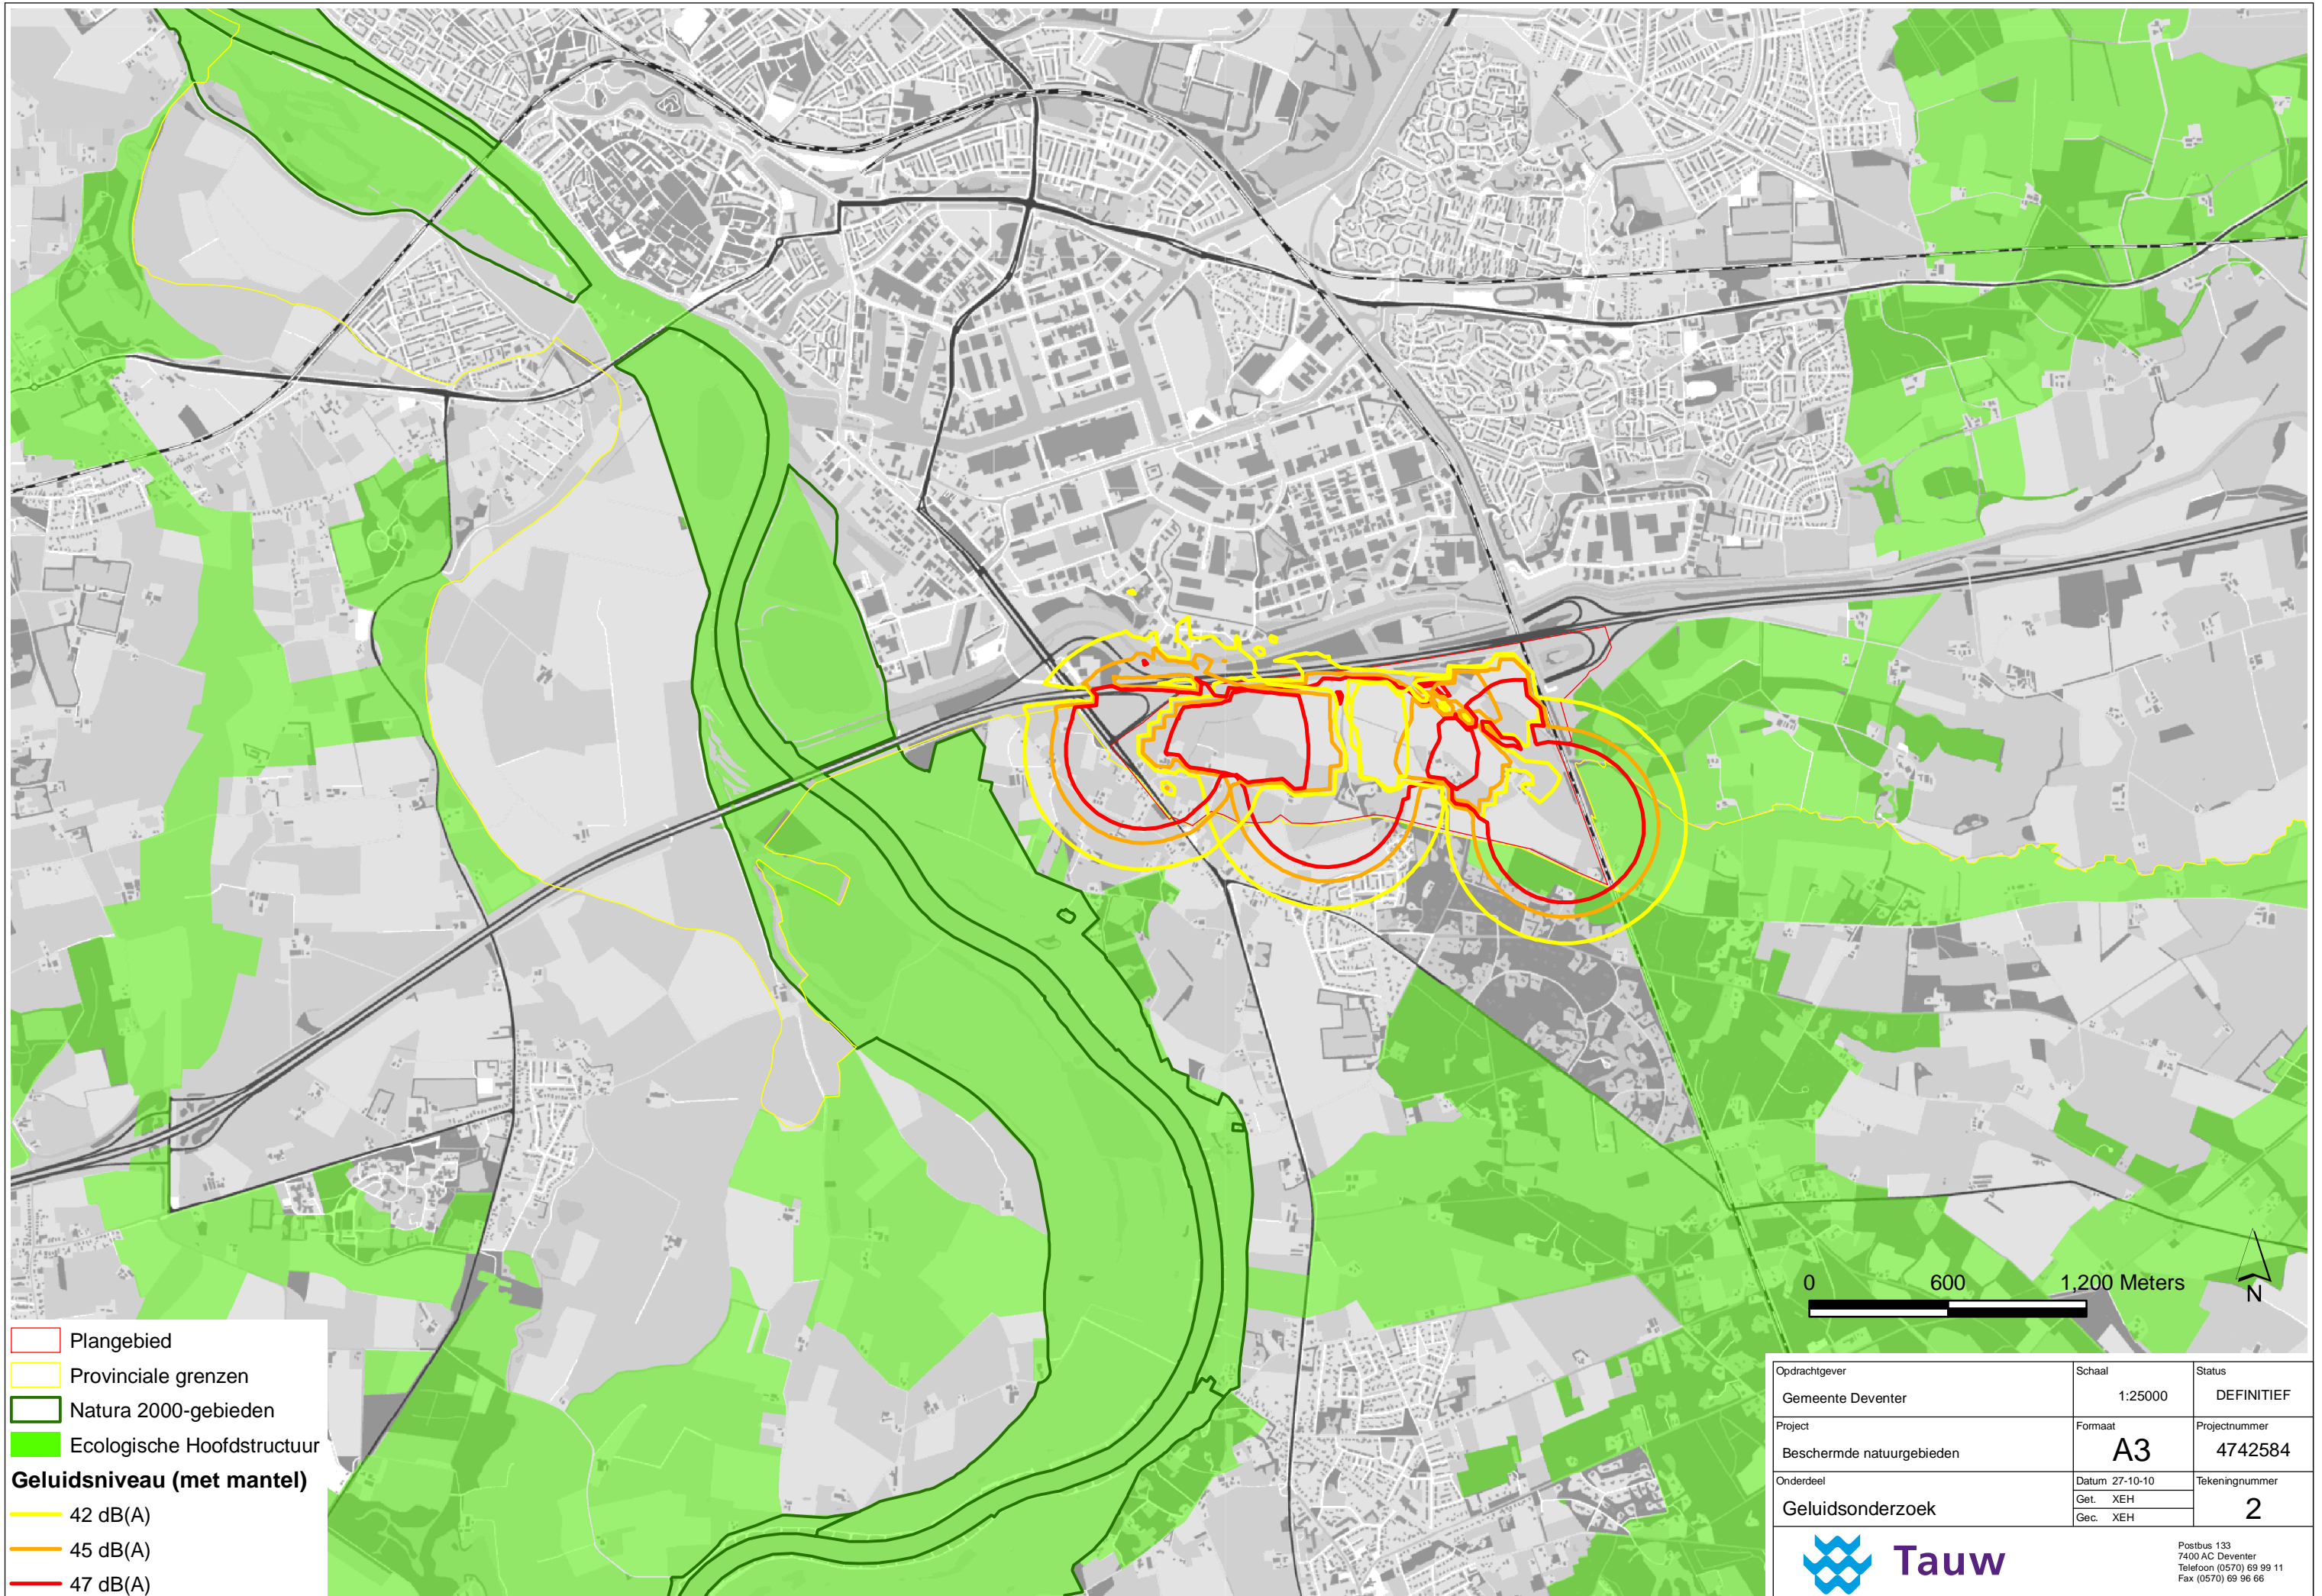 0 600 1,200 Meters
N
Plangebied
Provinciale grenzen
Natura 2000-gebieden
Ecologische Hoofdstructuur
Geluidsniveau (met mantel)
42 dB(A)
45 dB(A)
47 dB(A)
Opdrachtgever
Gemeente Deventer
Schaal
1:25000
Status
DEFINITIEF
Project
Beschermde natuurgebieden
Formaat
A3
Projectnummer
4742584
Onderdeel
Geluidsonderzoek
Datum 27-10-10
Get. XEH
Gec. XEH
Tekeningnummer
2
Tauw
Postbus 133
7400 AC Deventer
Telefoon (0570) 69 99 11
Fax (0570) 69 96 66